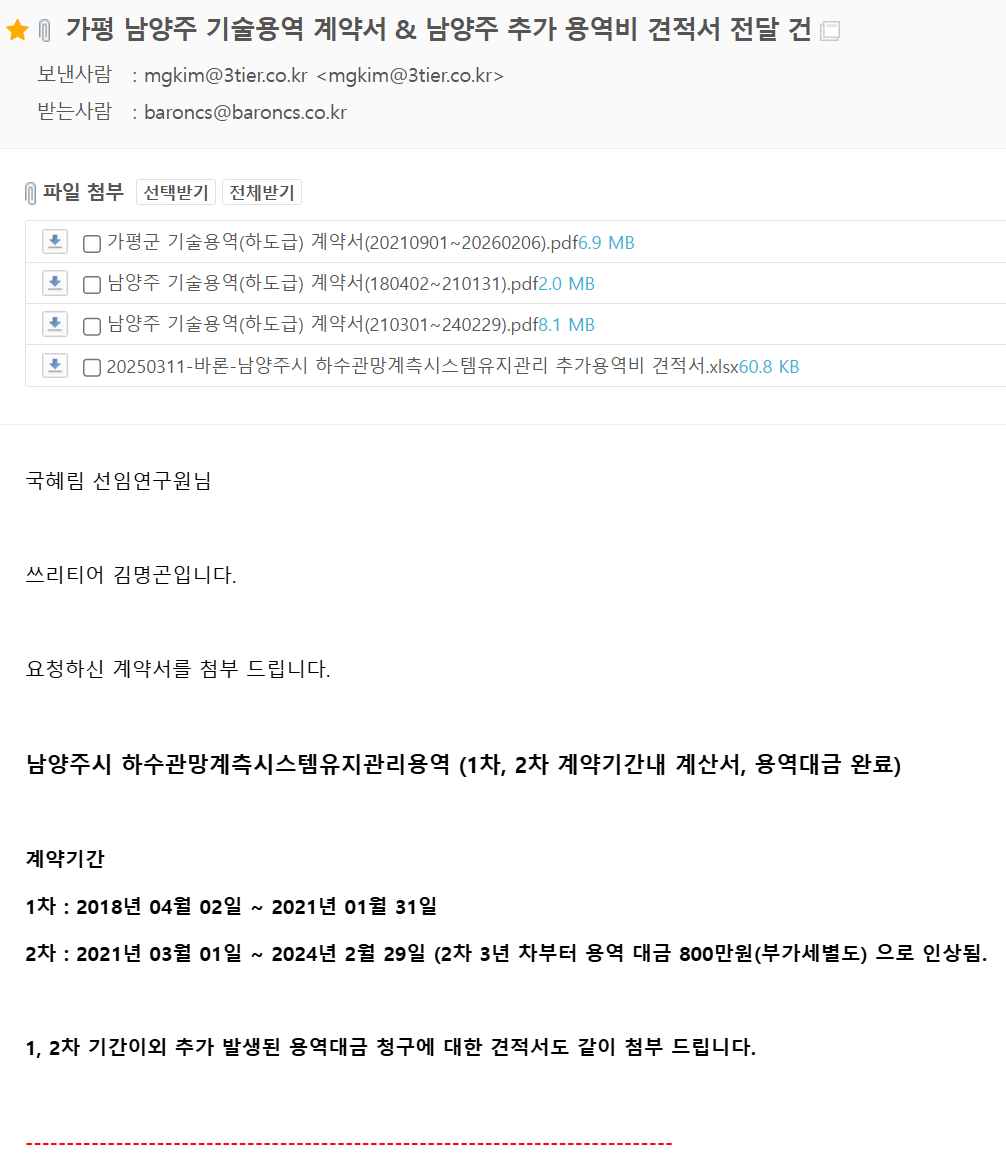 가평 남양주 기술용역 계약서 & 남양주 추가 용역비 견적서 전달 건
보낸사람 : mgkim@3tier.co.kr <mgkim@3tier.co.kr>
받는사람 : baroncs@baroncs.co.kr
파일 첨부 선택받기 전체받기
가평군 기술용역(하도급) 계약서(20210901~20260206).pdf6.9 MB
남양주 기술용역(하도급) 계약서(180402~210131).pdf2.0 MB
남양주 기술용역(하도급) 계약서(210301~240229).pdf8.1 MB
20250311-바론-남양주시 하수관망계측시스템유지관리 추가용역비 견적서.xlsx60.8 KB
국혜림 선임연구원님
쓰리티어 김명곤입니다.
요청하신 계약서를 첨부 드립니다.
남양주시 하수관망계측시스템유지관리용역 (1차, 2차 계약기간내 계산서, 용역대금 완료)
계약기간
1차 : 2018년 04월 02일 ~ 2021년 01월 31일
2차 : 2021년 03월 01일 ~ 2024년 2월 29일 (2차 3년 차부터 용역 대금 800만원(부가세별도) 으로 인상됨.
1, 2차 기간이외 추가 발생된 용역대금 청구에 대한 견적서도 같이 첨부 드립니다.